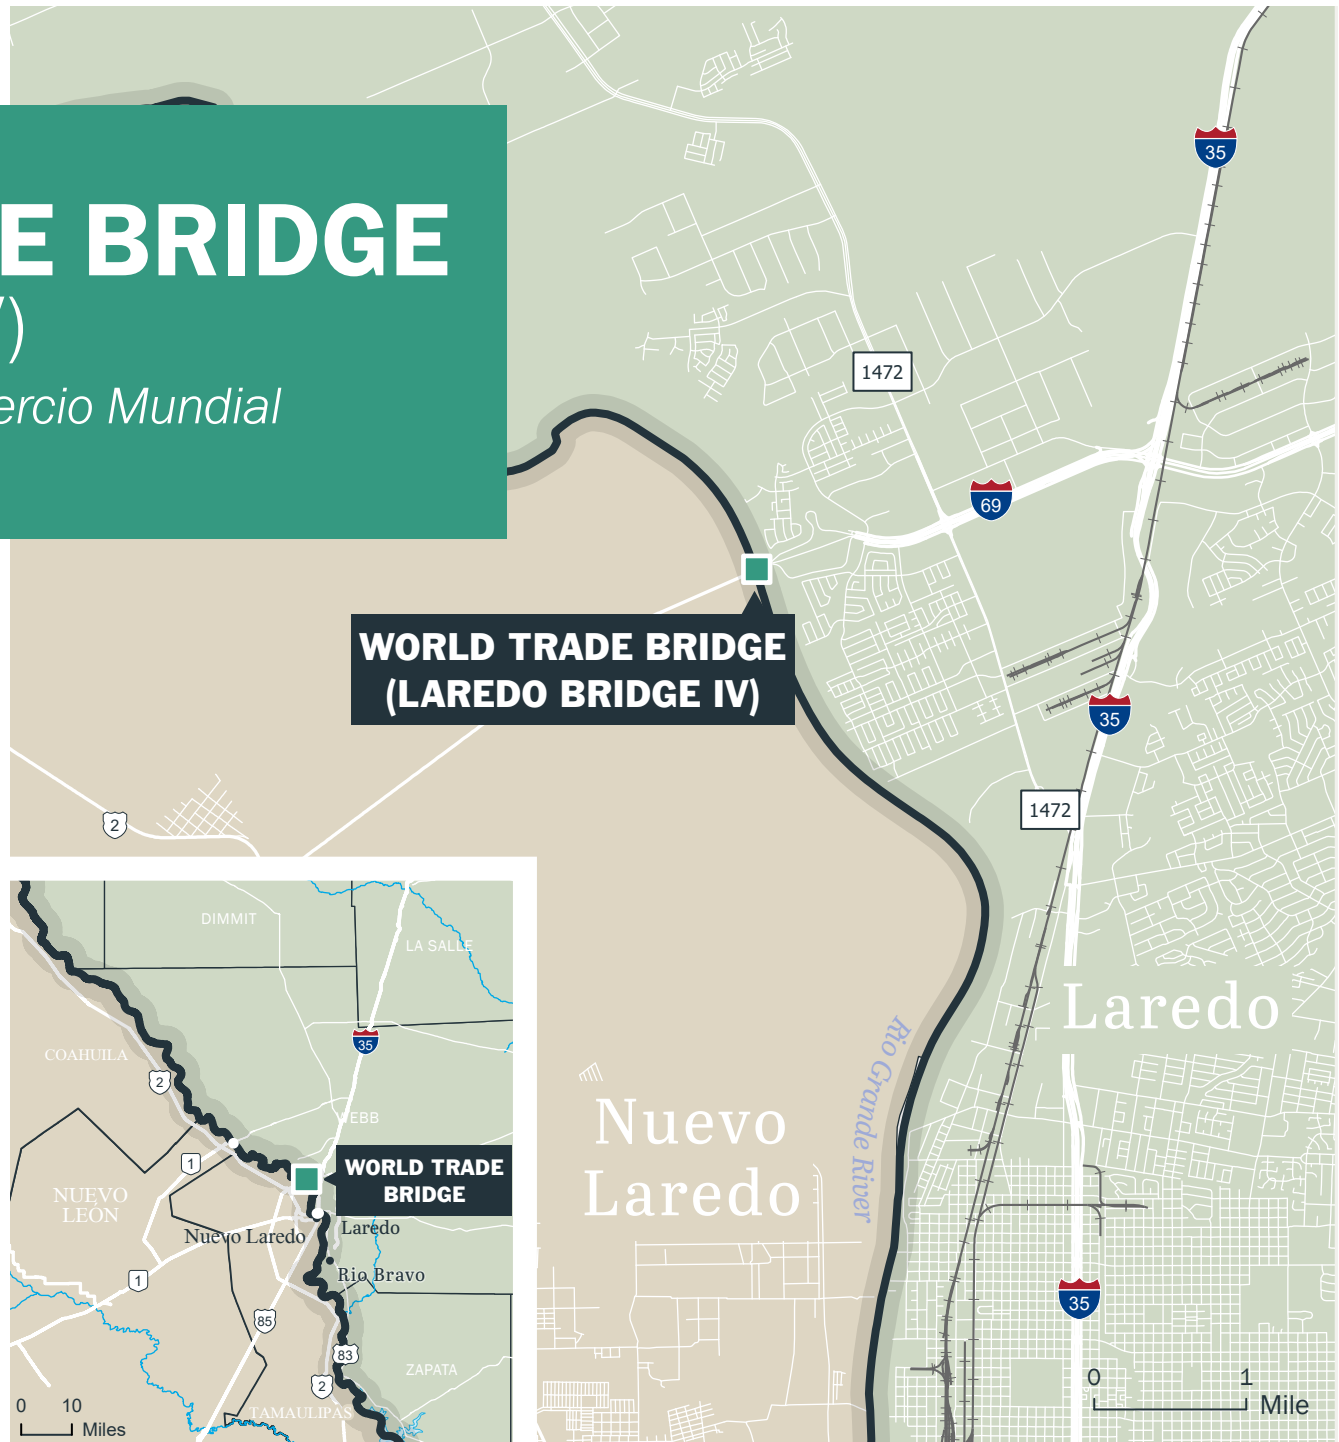 E BRIDGE
)
ercio Mundial
35
1472
69
WORLD TRADE BRIDGE
(LAREDO BRIDGE IV)
35
2
1472
Laredo
Rio Grande River
Nuevo
Laredo
35
0 1
Mile
DIMMIT
LA SALLE
35
COAHUILA
2
WEBB
1
WORLD TRADE
BRIDGE
NUEVO
LEÓN
Nuevo Laredo
Laredo
Rio Bravo
1
85
83
2
ZAPATA
TAMAULIPAS
0 10
Miles